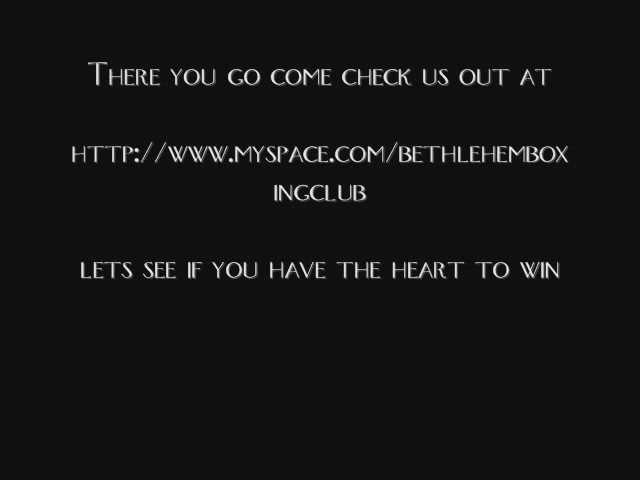 There you go come check us out at
http://www.myspace.com/bethlehembox
ingclub
lets see if you have the heart to win